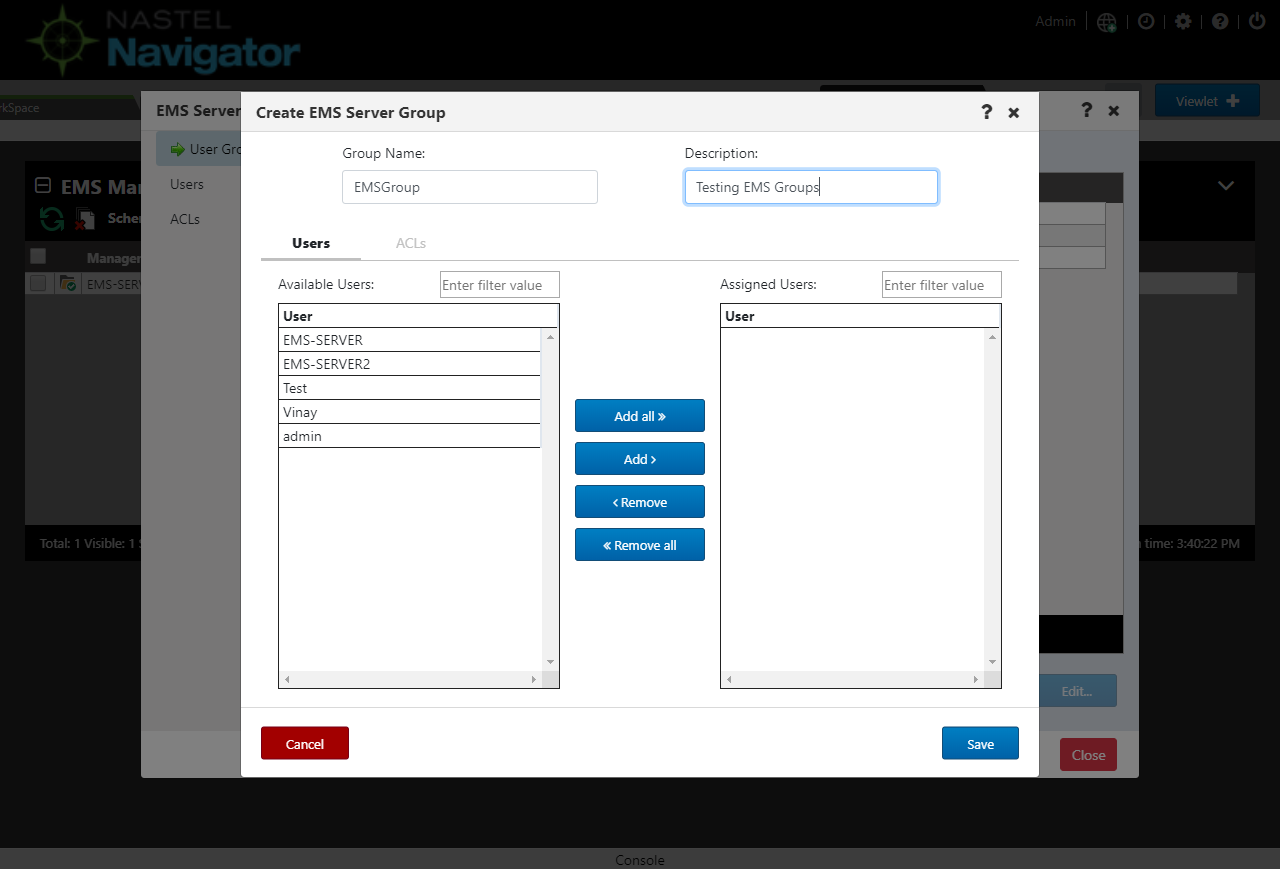 NASTEL
Navigator
Admin
rkSpace
Viewlet
EMS Server
Create EMS Server Group
?
?
User Gro
Users
ACLs
Group Name:
Description:
EMSGroup
Testing EMS Groups
EMS Mar
Schem
Manager
EMS-SERV
Users
ACLs
Available Users:
Enter filter value
Assigned Users:
Enter filter value
User
User
EMS-SERVER
EMS-SERVER2
Test
Vinay
admin
Add all »
Add ›
‹ Remove
« Remove all
Total: 1 Visible: 1 S
time: 3:40:22 PM
Edit...
Cancel
Save
Close
Console